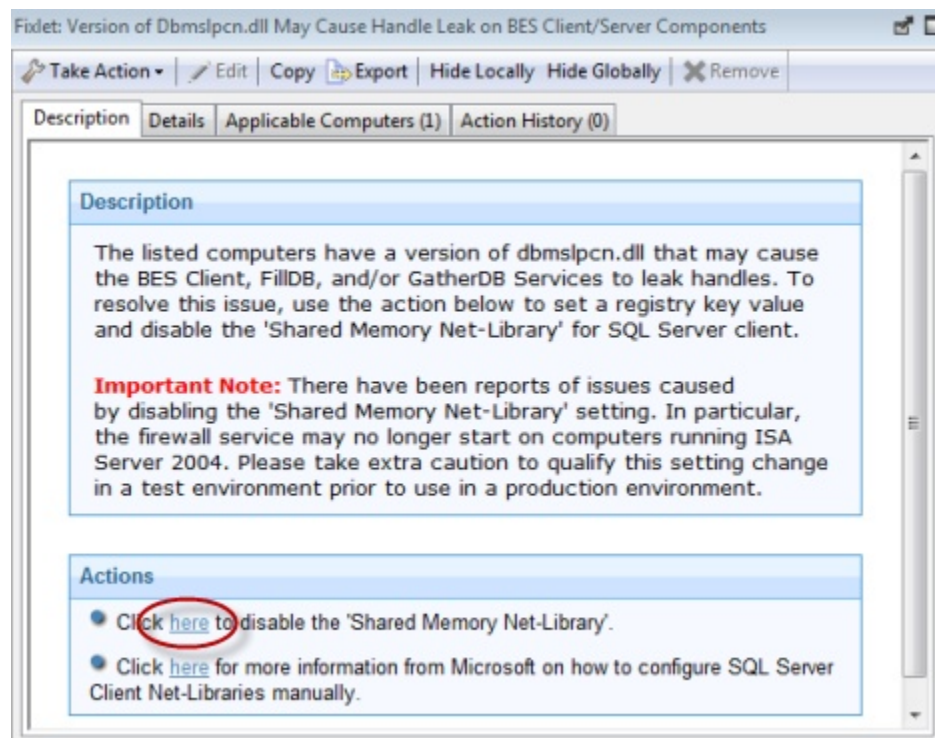 Fixlet: Version of Dbmslpcn.dll May Cause Handle Leak on BES Client/Server Components
Take Action Edit Copy Export Hide Locally Hide Globally Remove
Description Details Applicable Computers (1) Action History (0)
Description
The listed computers have a version of dbmslpcn.dll that may cause
the BES Client, FillDB, and/or GatherDB Services to leak handles. To
resolve this issue, use the action below to set a registry key value
and disable the 'Shared Memory Net-Library' for SQL Server client.
Important Note: There have been reports of issues caused
by disabling the 'Shared Memory Net-Library' setting. In particular,
the firewall service may no longer start on computers running ISA
Server 2004. Please take extra caution to qualify this setting change
in a test environment prior to use in a production environment.
Actions
Click here to disable the 'Shared Memory Net-Library'.
Click here for more information from Microsoft on how to configure SQL Server
Client Net-Libraries manually.